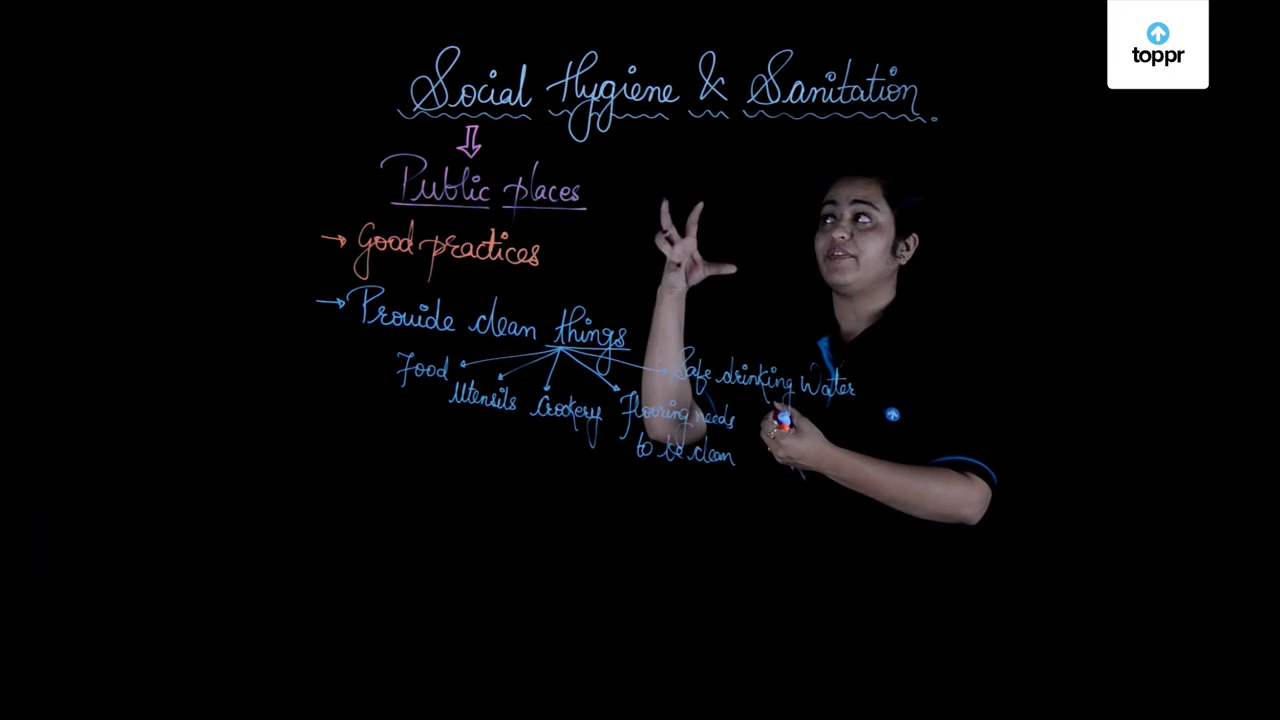 toppr
Social Hygiene & Sanitation.
Public places
→ Good practices
→ Provide clean things
Food
Utensils
Crockery
Flooring needs
to be clean
Safe drinking Water